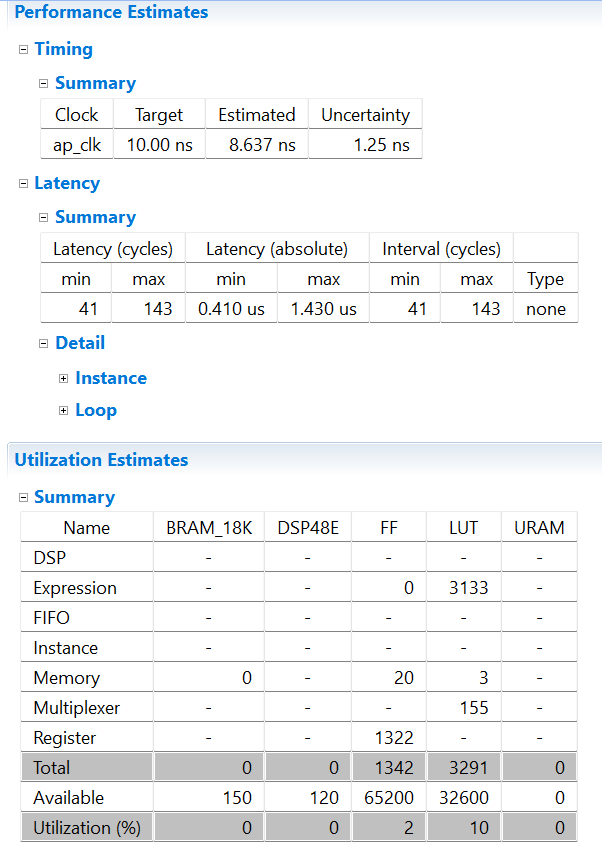 Performance Estimates
Timing
Summary
Clock Target Estimated Uncertainty
ap_clk 10.00 ns 8.637 ns 1.25 ns
Latency
Summary
Latency (cycles) Latency (absolute) Interval (cycles)
min max min max min max Type
41 143 0.410 us 1.430 us 41 143 none
Detail
Instance
Loop
Utilization Estimates
Summary
Name BRAM_18K DSP48E FF LUT URAM
DSP - - - - -
Expression - - 0 3133 -
FIFO - - - - -
Instance - - - - -
Memory 0 - 20 3 -
Multiplexer - - - 155 -
Register - - 1322 - -
Total 0 0 1342 3291 0
Available 150 120 65200 32600 0
Utilization (%) 0 0 2 10 0